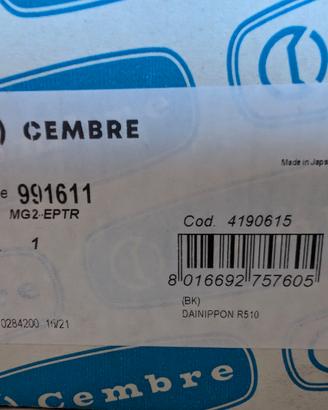 CEMBRE
Made in Japa
e 991611
MG2-EPTR
1
Cod. 4190615
8 016692 757605
(BK)
DAINIPPON R510
0284200 16/21
Cembre